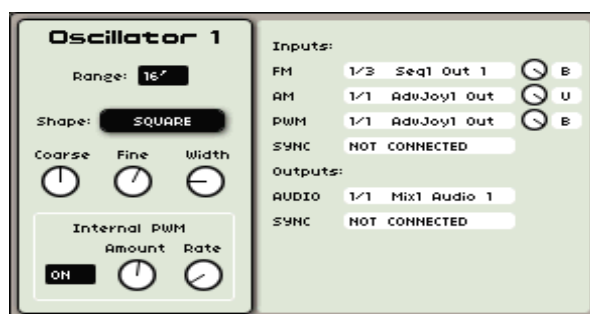 Oscillator 1
Range: 16'
Shape: SQUARE
Coarse Fine Width
Internal PWM
Amount Rate
ON
Inputs:
FM 1/3 Seq1 Out 1 B
AM 1/1 AdvJoy1 Out U
PWM 1/1 AdvJoy1 Out B
SYNC NOT CONNECTED
Outputs:
AUDIO 1/1 Mix1 Audio 1
SYNC NOT CONNECTED